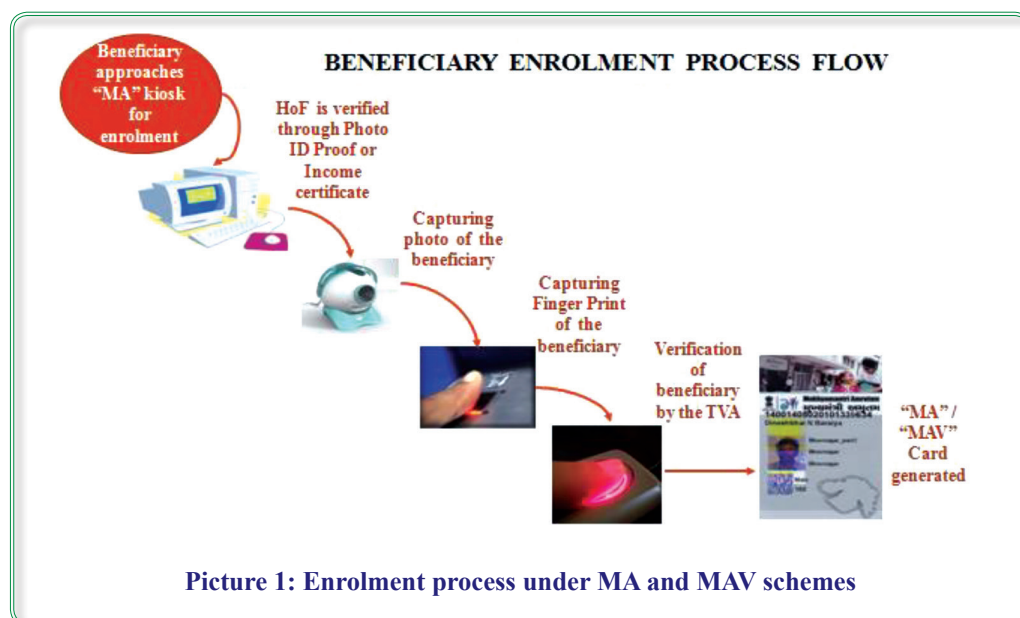 BENEFICIARY ENROLMENT PROCESS FLOW
Beneficiary
approaches
“MA” kiosk
for
enrolment
HoF is verified
through Photo
ID Proof or
Income
certificate
Capturing
photo of the
beneficiary
Capturing
Finger Print
of the
beneficiary
Verification
of
beneficiary
by the TVA
Mukhyamantri Amrutum
“MA” /
“MAV”
Card
generated
Picture 1: Enrolment process under MA and MAV schemes